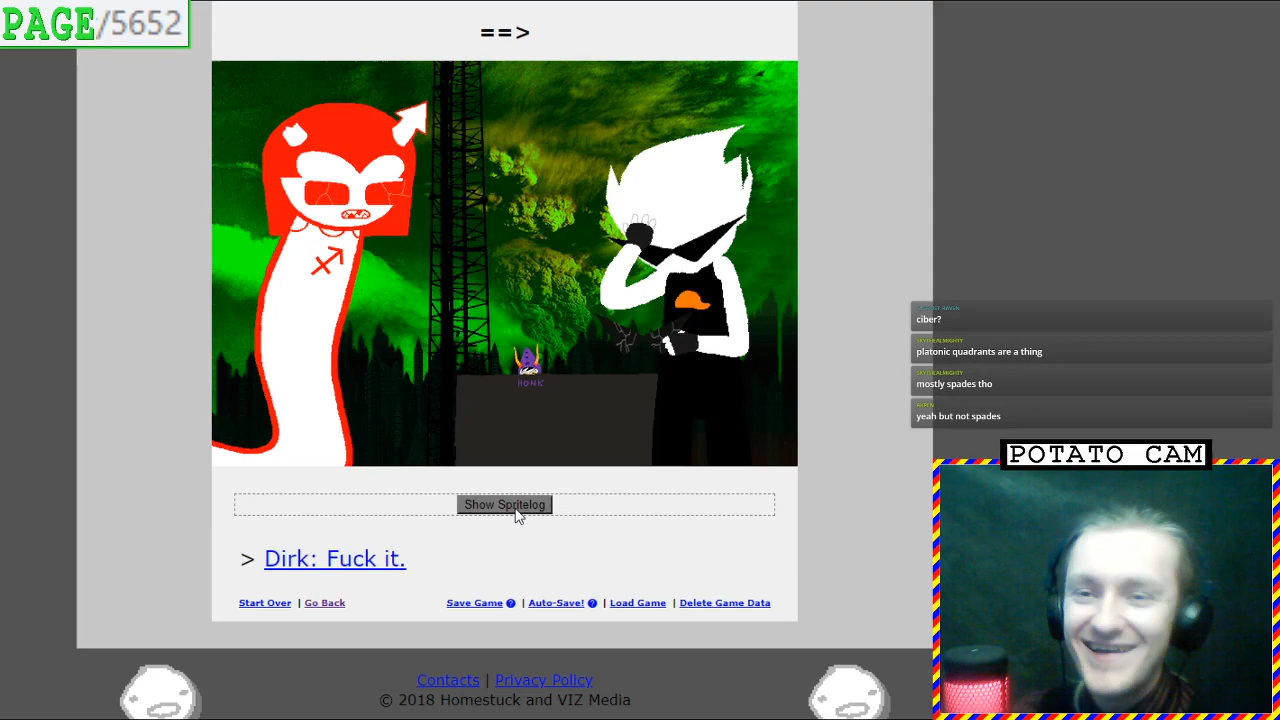 PAGE/5652
==>
HONK
Show Spritelog
> Dirk: Fuck it.
Start Over | Go Back
Save Game ? | Auto-Save! ? | Load Game | Delete Game Data
Contacts | Privacy Policy
© 2018 Homestuck and VIZ Media
ciber?
SKYTHEALMIGHTY
platonic quadrants are a thing
SKYTHEALMIGHTY
mostly spades tho
yeah but not spades
POTATO CAM